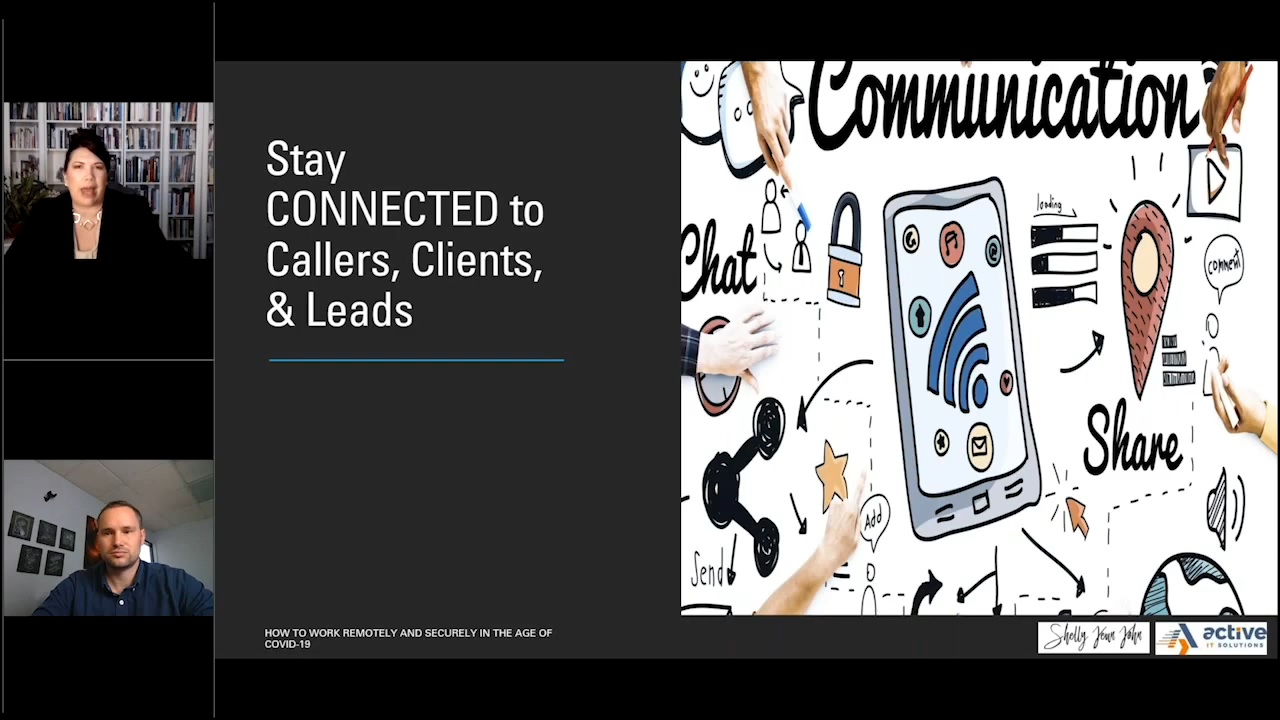 Stay
CONNECTED to
Callers, Clients,
& Leads
HOW TO WORK REMOTELY AND SECURELY IN THE AGE OF
COVID-19
Communication
loading
comment
Chat
Share
Add
Send
Shelly Jenn John
active
IT SOLUTIONS